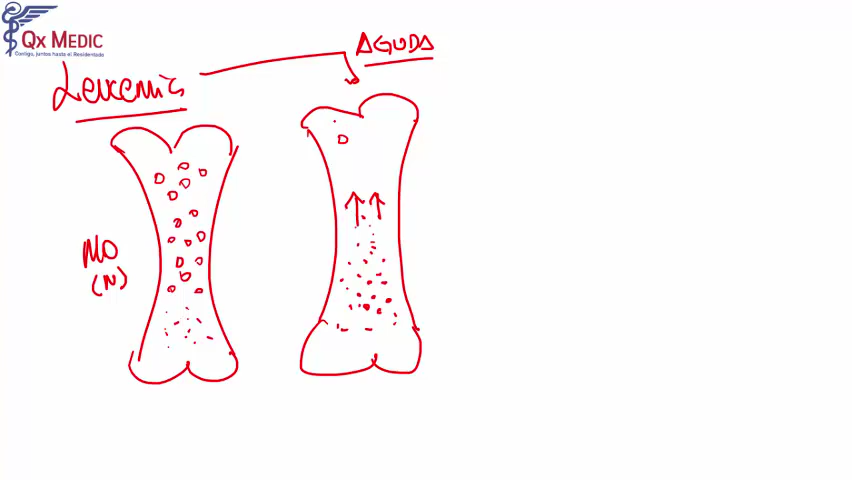 Qx MEDIC
Contigo, juntos hasta el Residentado
AGUDA
Leucemia
MO
(N)